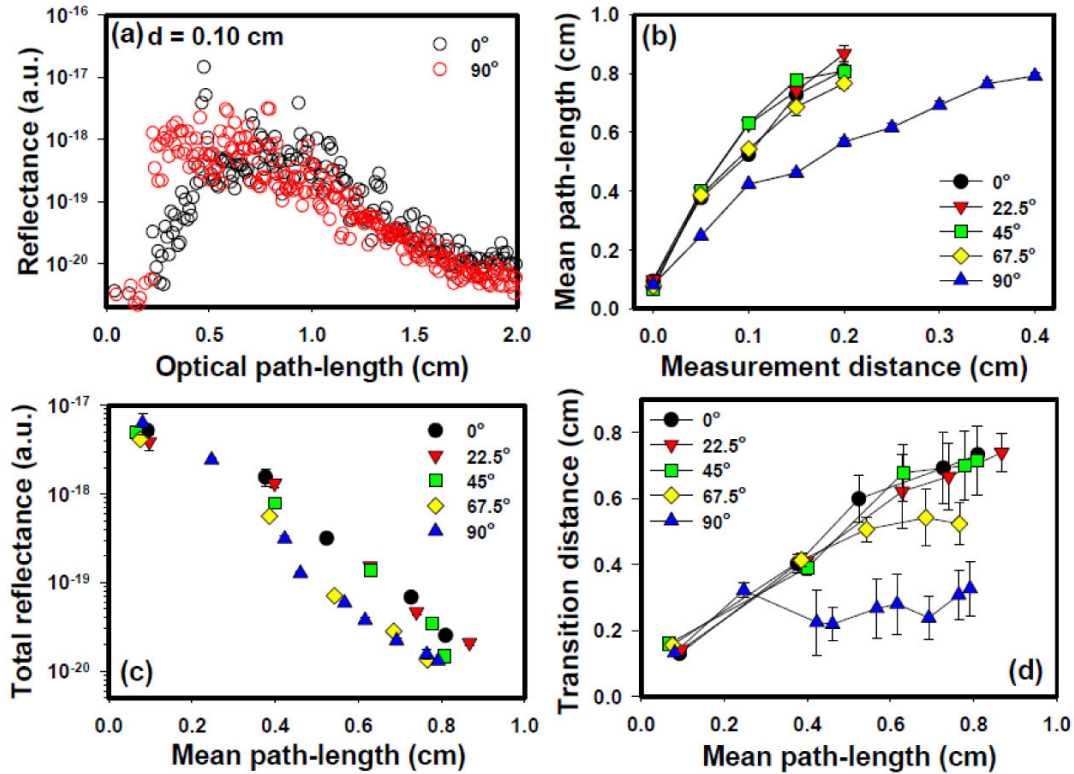 (a) d = 0.10 cm
0°
90°
10⁻¹⁶
10⁻¹⁷
10⁻¹⁸
10⁻¹⁹
10⁻²⁰
Reflectance (a.u.)
0.0 0.5 1.0 1.5 2.0
Optical path-length (cm)
(b)
0°
22.5°
45°
67.5°
90°
1.0
0.8
0.6
0.4
0.2
0.0
Mean path-length (cm)
0.0 0.1 0.2 0.3 0.4
Measurement distance (cm)
(c)
0°
22.5°
45°
67.5°
90°
10⁻¹⁷
10⁻¹⁸
10⁻¹⁹
10⁻²⁰
Total reflectance (a.u.)
0.0 0.2 0.4 0.6 0.8 1.0
Mean path-length (cm)
(d)
0°
22.5°
45°
67.5°
90°
0.8
0.6
0.4
0.2
0.0
Transition distance (cm)
0.0 0.2 0.4 0.6 0.8 1.0
Mean path-length (cm)